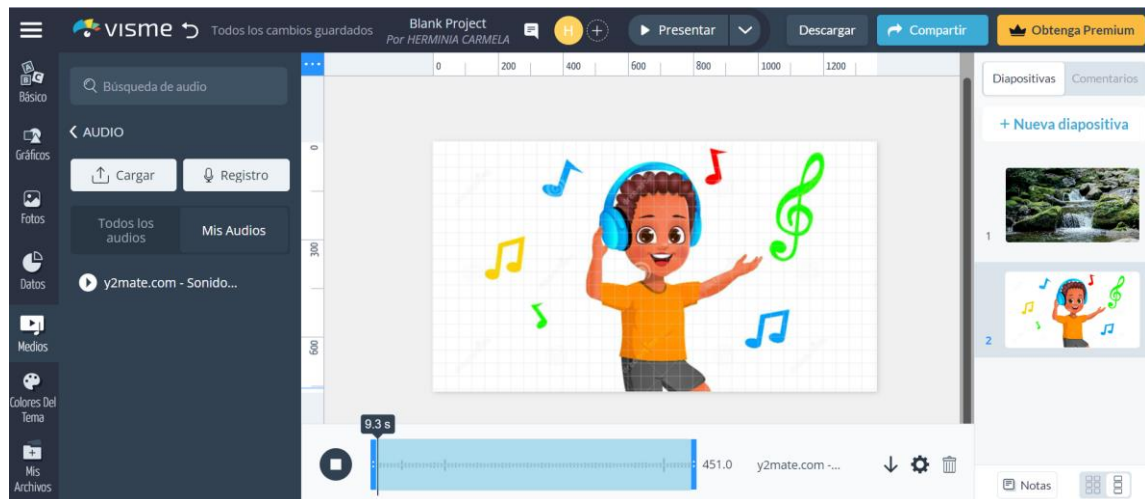 visme
Todos los cambios guardados
Blank Project
Por HERMINIA CARMELA
H
Presentar
Descargar
Compartir
Obtenga Premium
Básico
Gráficos
Fotos
Datos
Medios
Colores Del
Tema
Mis
Archivos
Búsqueda de audio
AUDIO
Cargar
Registro
Todos los
audios
Mis Audios
y2mate.com - Sonido...
0 200 400 600 800 1000 1200
0
300
600
9.3 s
451.0
y2mate.com -...
Diapositivas
Comentarios
+ Nueva diapositiva
1
2
Notas